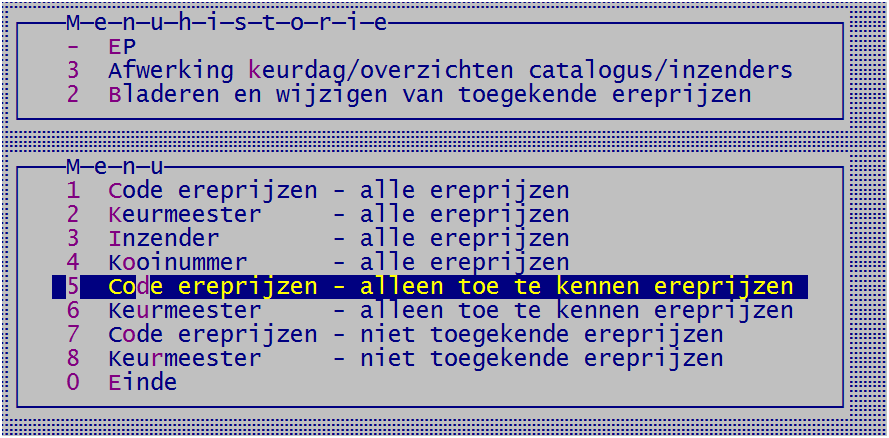 M-e-n-u-h-i-s-t-o-r-i-e
- EP
3 Afwerking keurdag/overzichten catalogus/inzenders
2 Bladeren en wijzigen van toegekende ereprijzen
M-e-n-u
1 Code ereprijzen - alle ereprijzen
2 Keurmeester - alle ereprijzen
3 Inzender - alle ereprijzen
4 Kooinummer - alle ereprijzen
5 Code ereprijzen - alleen toe te kennen ereprijzen
6 Keurmeester - alleen toe te kennen ereprijzen
7 Code ereprijzen - niet toegekende ereprijzen
8 Keurmeester - niet toegekende ereprijzen
0 Einde